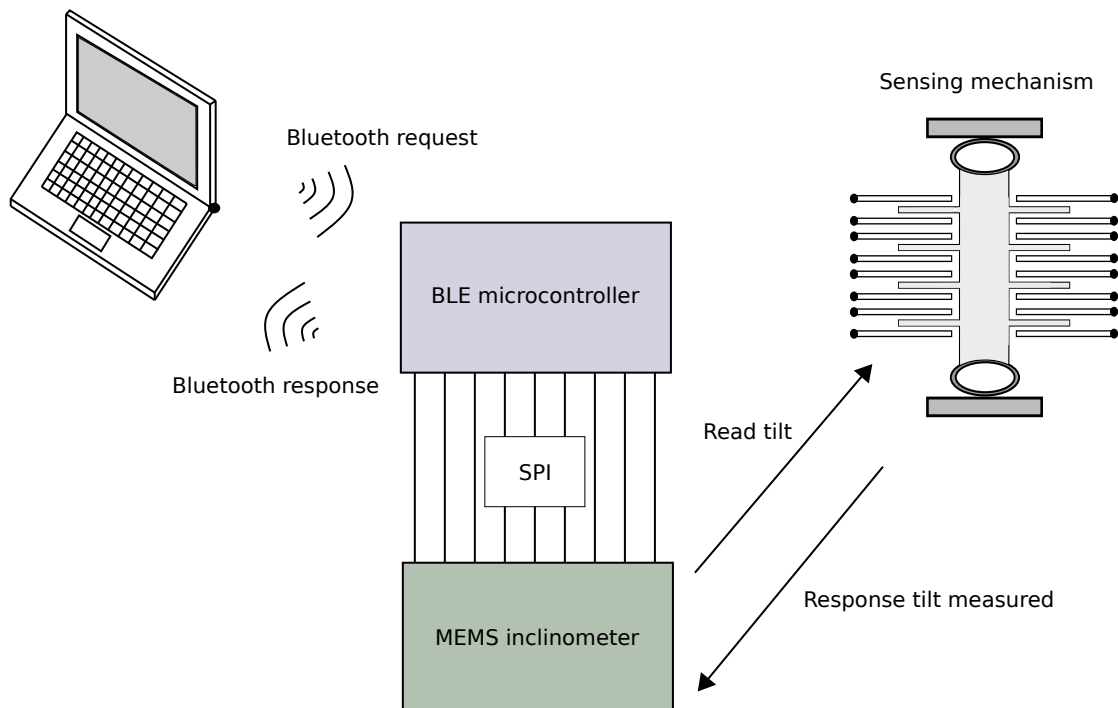 Sensing mechanism
Bluetooth request
BLE microcontroller
Bluetooth response
Read tilt
SPI
Response tilt measured
MEMS inclinometer